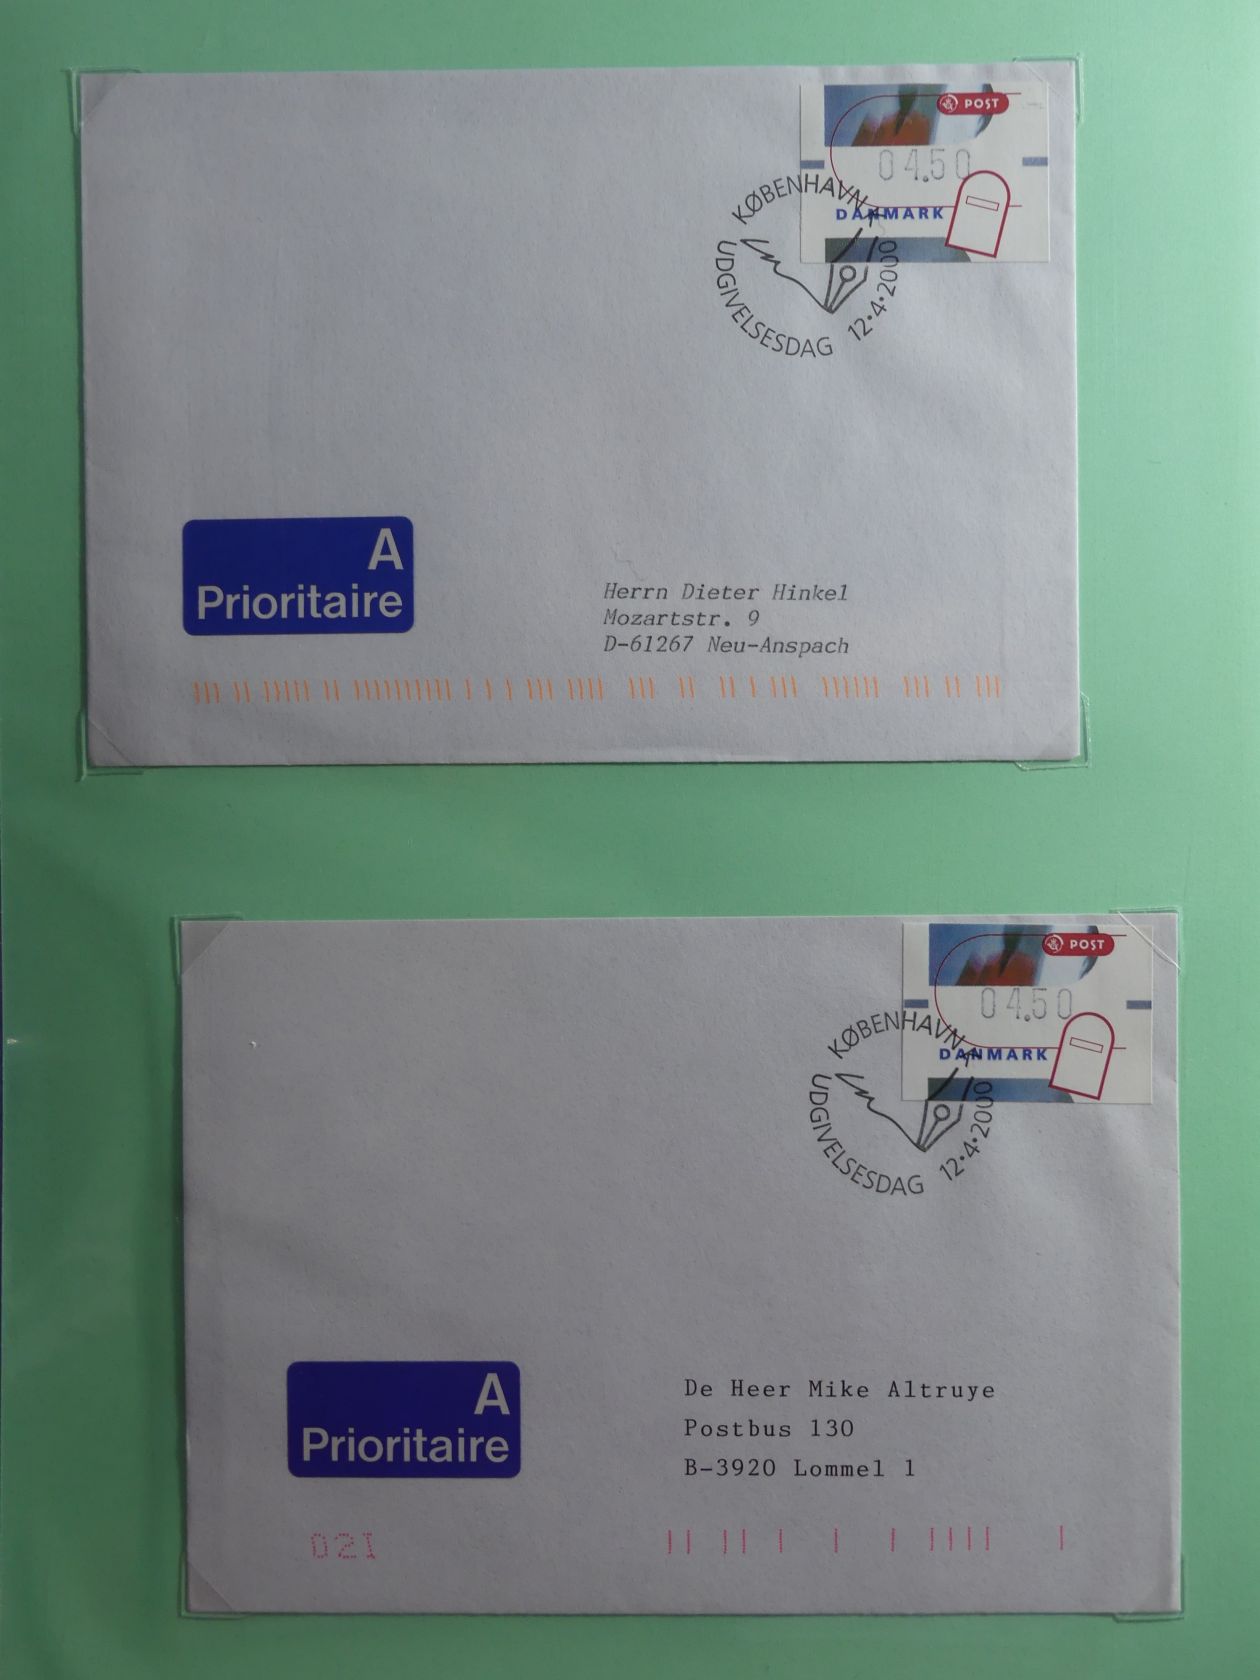 POST
04.50
DANMARK
KØBENHAVN K
UDGIVELSESDAG 12•4•2000
A
Prioritaire
Herrn Dieter Hinkel
Mozartstr. 9
D-61267 Neu-Anspach
POST
04.50
DANMARK
KØBENHAVN K
UDGIVELSESDAG 12•4•2000
A
Prioritaire
De Heer Mike Altruye
Postbus 130
B-3920 Lommel 1
021